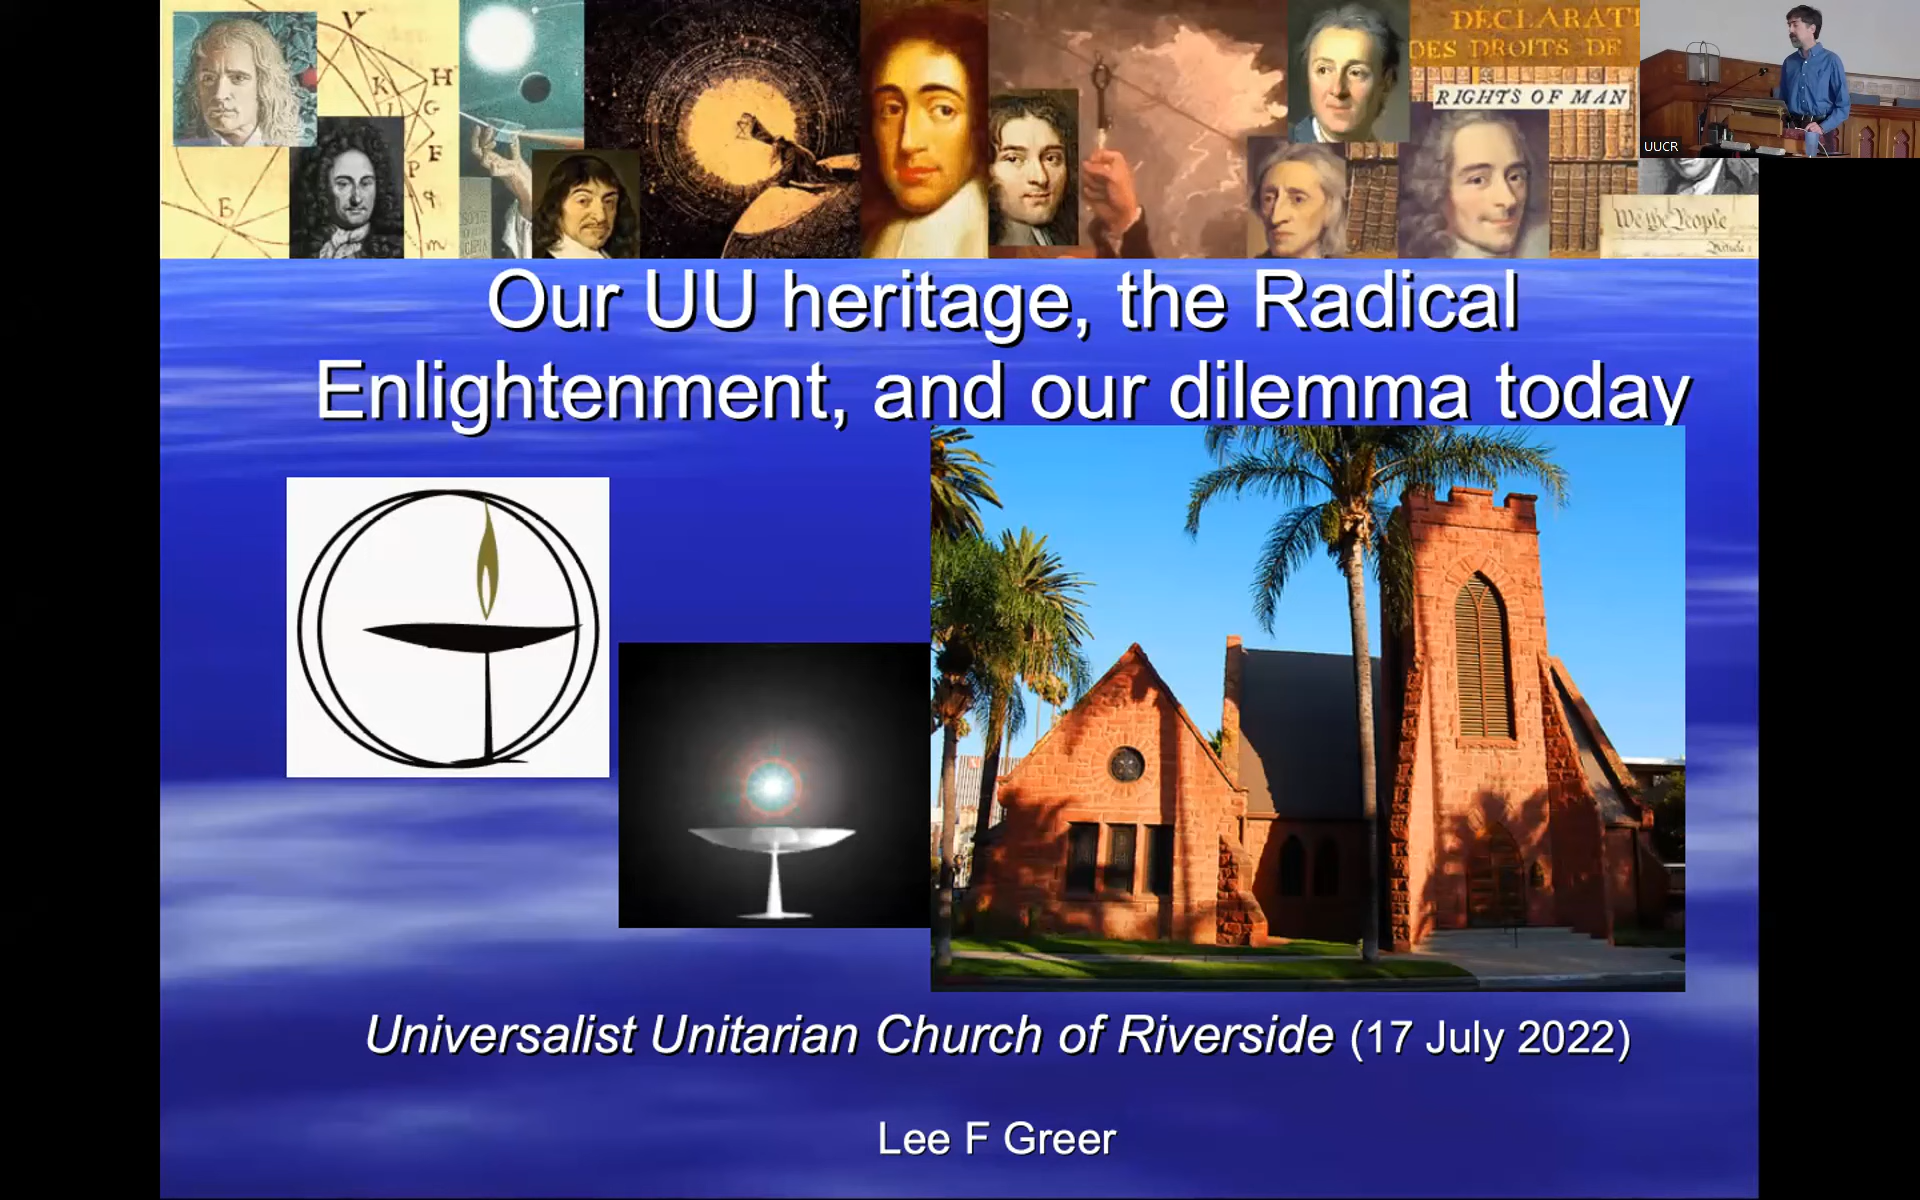 V
H
K
G
I
F
P
B
DÉCLARATI
DES DROITS DE
RIGHTS OF MAN
We the People
UUCR
Our UU heritage, the Radical
Enlightenment, and our dilemma today
Universalist Unitarian Church of Riverside (17 July 2022)
Lee F Greer